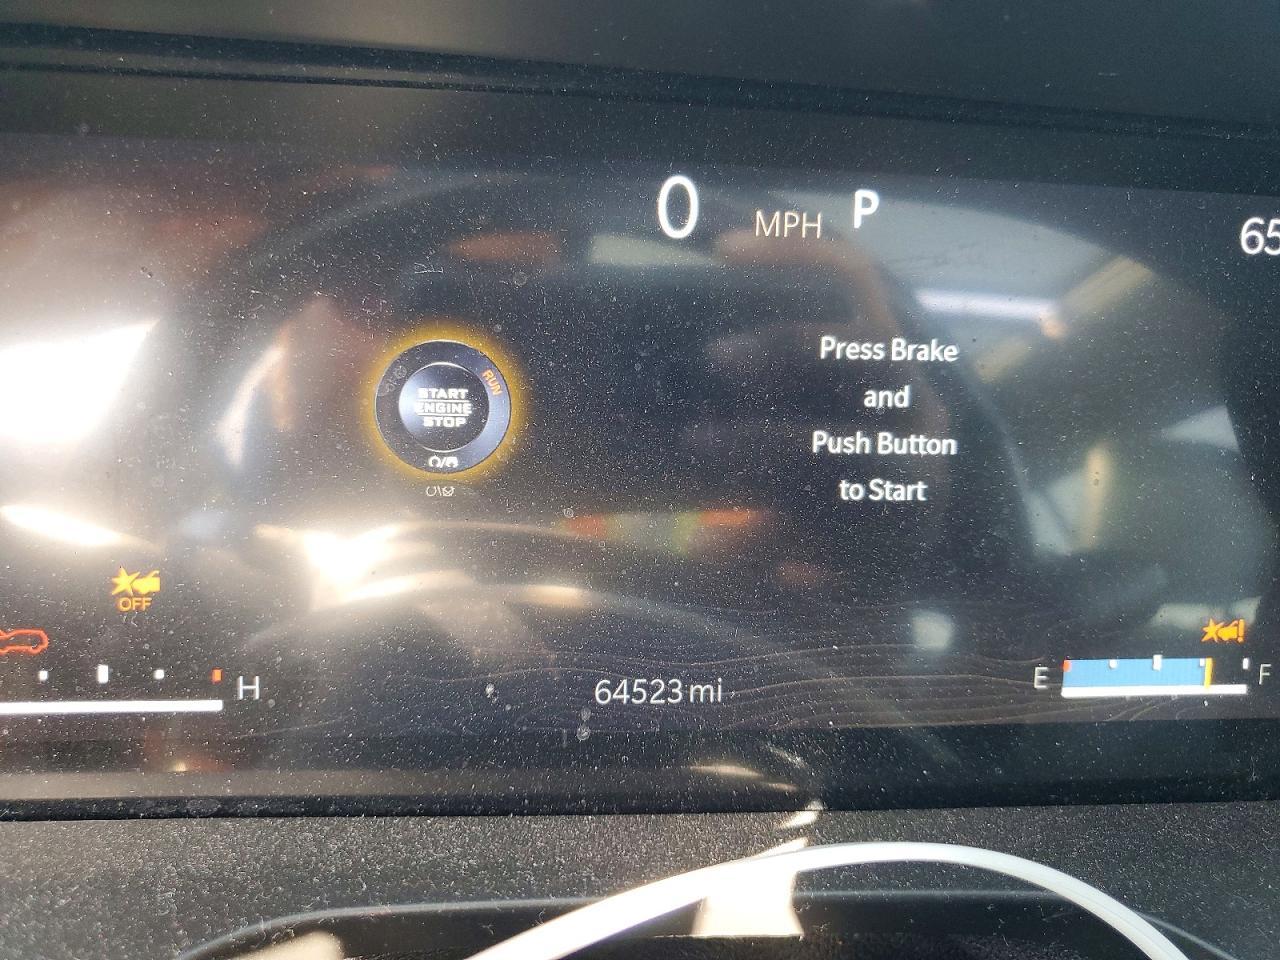 0 MPH P
65
Press Brake
and
Push Button
to Start
RUN
START
ENGINE
STOP
OFF
H
64523 mi
E
F